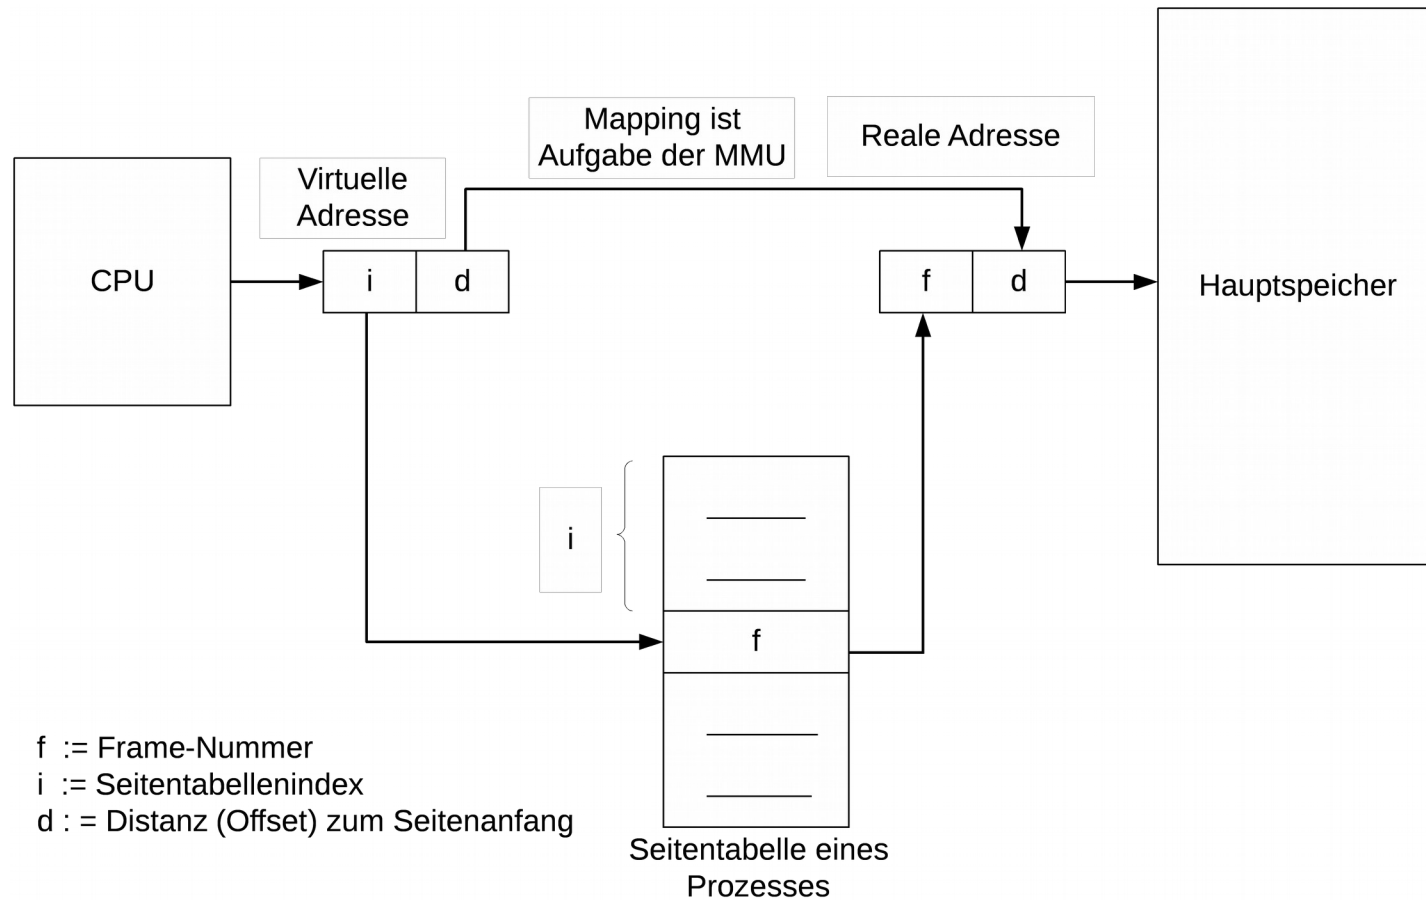 Mapping ist
Aufgabe der MMU
Reale Adresse
Virtuelle
Adresse
CPU
i
d
f
d
Hauptspeicher
i
f
f := Frame-Nummer
i := Seitentabellenindex
d : = Distanz (Offset) zum Seitenanfang
Seitentabelle eines
Prozesses